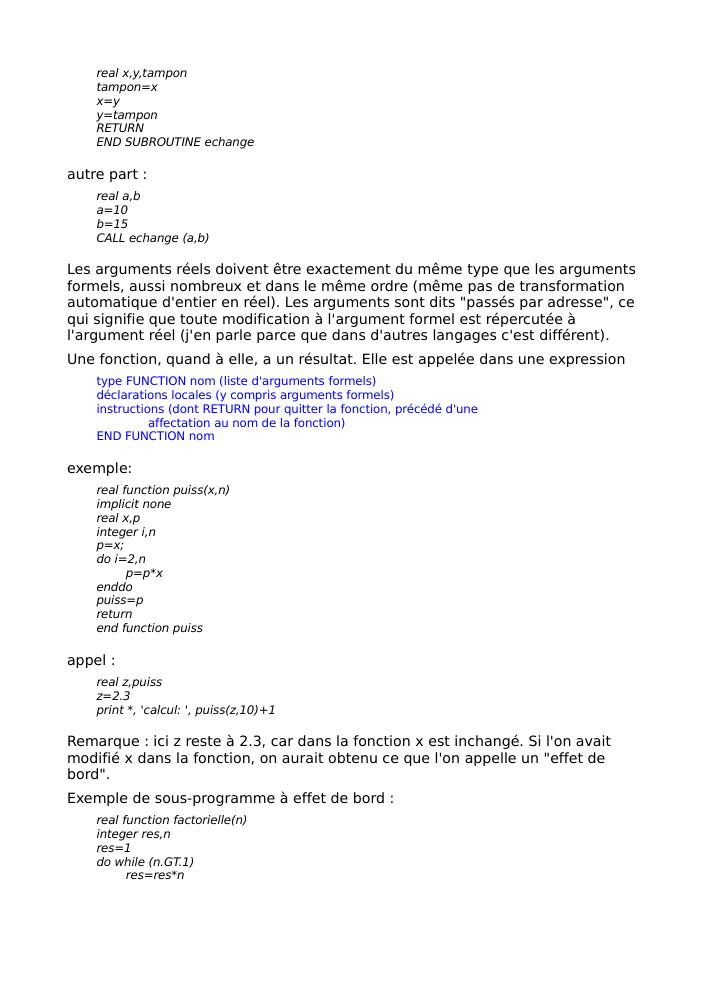 real x,y,tampon
tampon=x
x=y
y=tampon
RETURN
END SUBROUTINE echange
autre part :
real a,b
a=10
b=15
CALL echange (a,b)
Les arguments réels doivent être exactement du même type que les arguments
formels, aussi nombreux et dans le même ordre (même pas de transformation
automatique d'entier en réel). Les arguments sont dits "passés par adresse", ce
qui signifie que toute modification à l'argument formel est répercutée à
l'argument réel (j'en parle parce que dans d'autres langages c'est différent).
Une fonction, quand à elle, a un résultat. Elle est appelée dans une expression
type FUNCTION nom (liste d'arguments formels)
déclarations locales (y compris arguments formels)
instructions (dont RETURN pour quitter la fonction, précédé d'une
affectation au nom de la fonction)
END FUNCTION nom
exemple:
real function puiss(x,n)
implicit none
real x,p
integer i,n
p=x;
do i=2,n
p=p*x
enddo
puiss=p
return
end function puiss
appel :
real z,puiss
z=2.3
print *, 'calcul: ', puiss(z,10)+1
Remarque : ici z reste à 2.3, car dans la fonction x est inchangé. Si l'on avait
modifié x dans la fonction, on aurait obtenu ce que l'on appelle un "effet de
bord".
Exemple de sous-programme à effet de bord :
real function factorielle(n)
integer res,n
res=1
do while (n.GT.1)
res=res*n